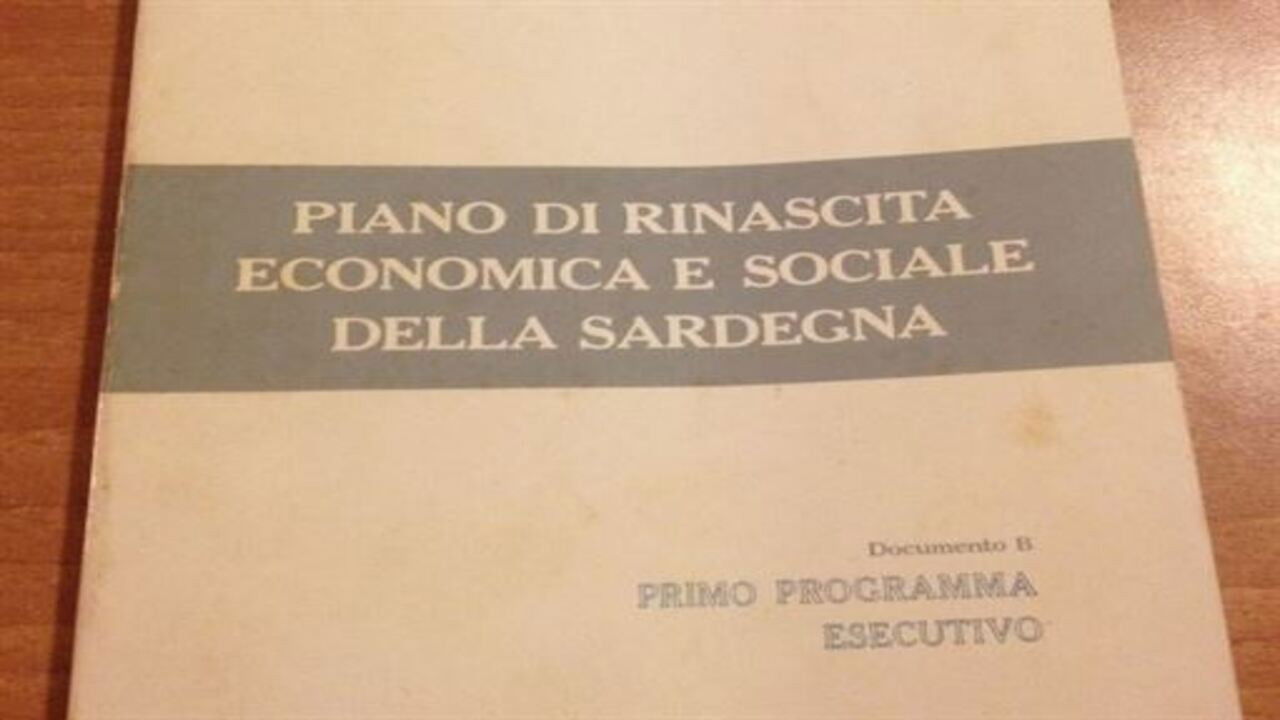 PIANO DI RINASCITA
ECONOMICA E SOCIALE
DELLA SARDEGNA
Documento B
PRIMO PROGRAMMA
ESECUTIVO